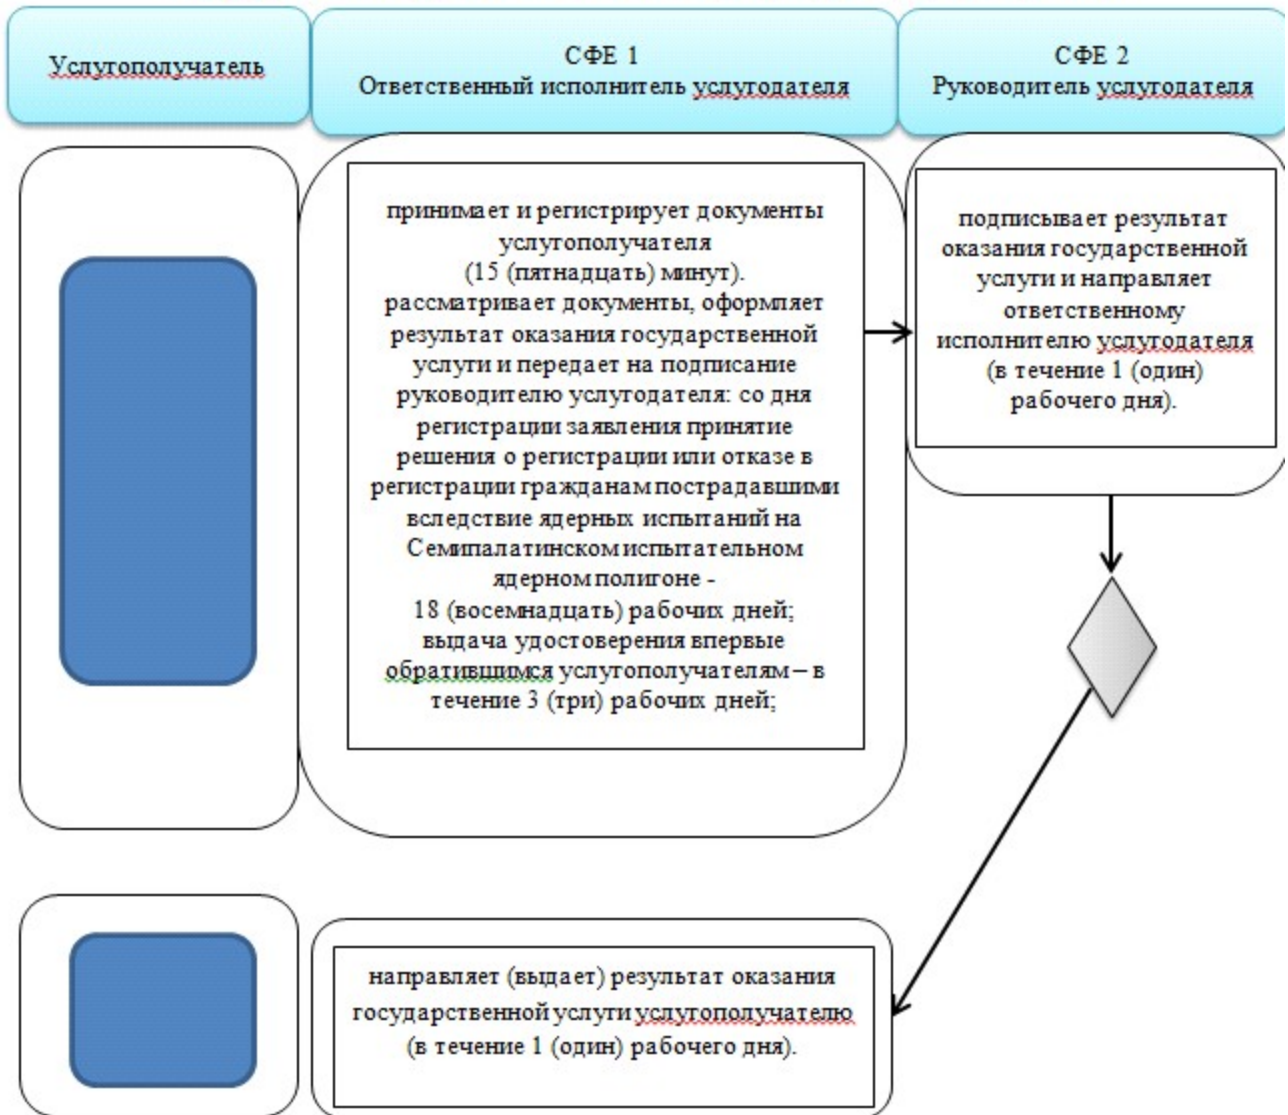 Услугополучатель
СФЕ 1
Ответственный исполнитель услугодателя
СФЕ 2
Руководитель услугодателя
принимает и регистрирует документы
услугополучателя
(15 (пятнадцать) минут).
рассматривает документы, оформляет
результат оказания государственной
услуги и передает на подписание
руководителю услугодателя: со дня
регистрации заявления принятие
решения о регистрации или отказе в
регистрации гражданам пострадавшими
вследствие ядерных испытаний на
Семипалатинском испытательном
ядерном полигоне -
18 (восемнадцать) рабочих дней;
выдача удостоверения впервые
обратившимся услугополучателям – в
течение 3 (три) рабочих дней;
подписывает результат
оказания государственной
услуги и направляет
ответственному
исполнителю услугодателя
(в течение 1 (один)
рабочего дня).
направляет (выдает) результат оказания
государственной услуги услугополучателю
(в течение 1 (один) рабочего дня).